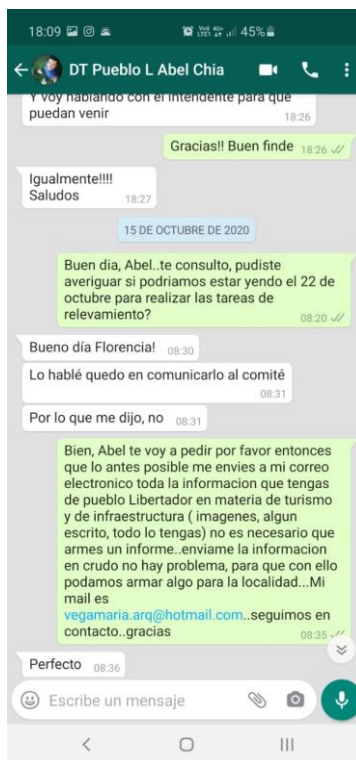 18:09 45%
DT Pueblo L Abel Chia
Y voy hablando con el intendente para que
puedan venir 18:26
Gracias!! Buen finde 18:26
Igualmente!!!!
Saludos 18:27
15 DE OCTUBRE DE 2020
Buen dia, Abel..te consulto, pudiste
averiguar si podriamos estar yendo el 22 de
octubre para realizar las tareas de
relevamiento? 08:20
Bueno día Florencia! 08:30
Lo hablé quedo en comunicarlo al comité
08:31
Por lo que me dijo, no 08:31
Bien, Abel te voy a pedir por favor entonces
que lo antes posible me envies a mi correo
electronico toda la informacion que tengas
de pueblo Libertador en materia de turismo
y de infraestructura ( imagenes, algun
escrito, todo lo tengas) no es necesario que
armes un informe..enviame la informacion
en crudo no hay problema, para que con ello
podamos armar algo para la localidad...Mi
mail es
vegamaria.arq@hotmail.com..seguimos en
contacto..gracias 08:35
Perfecto 08:36
Escribe un mensaje